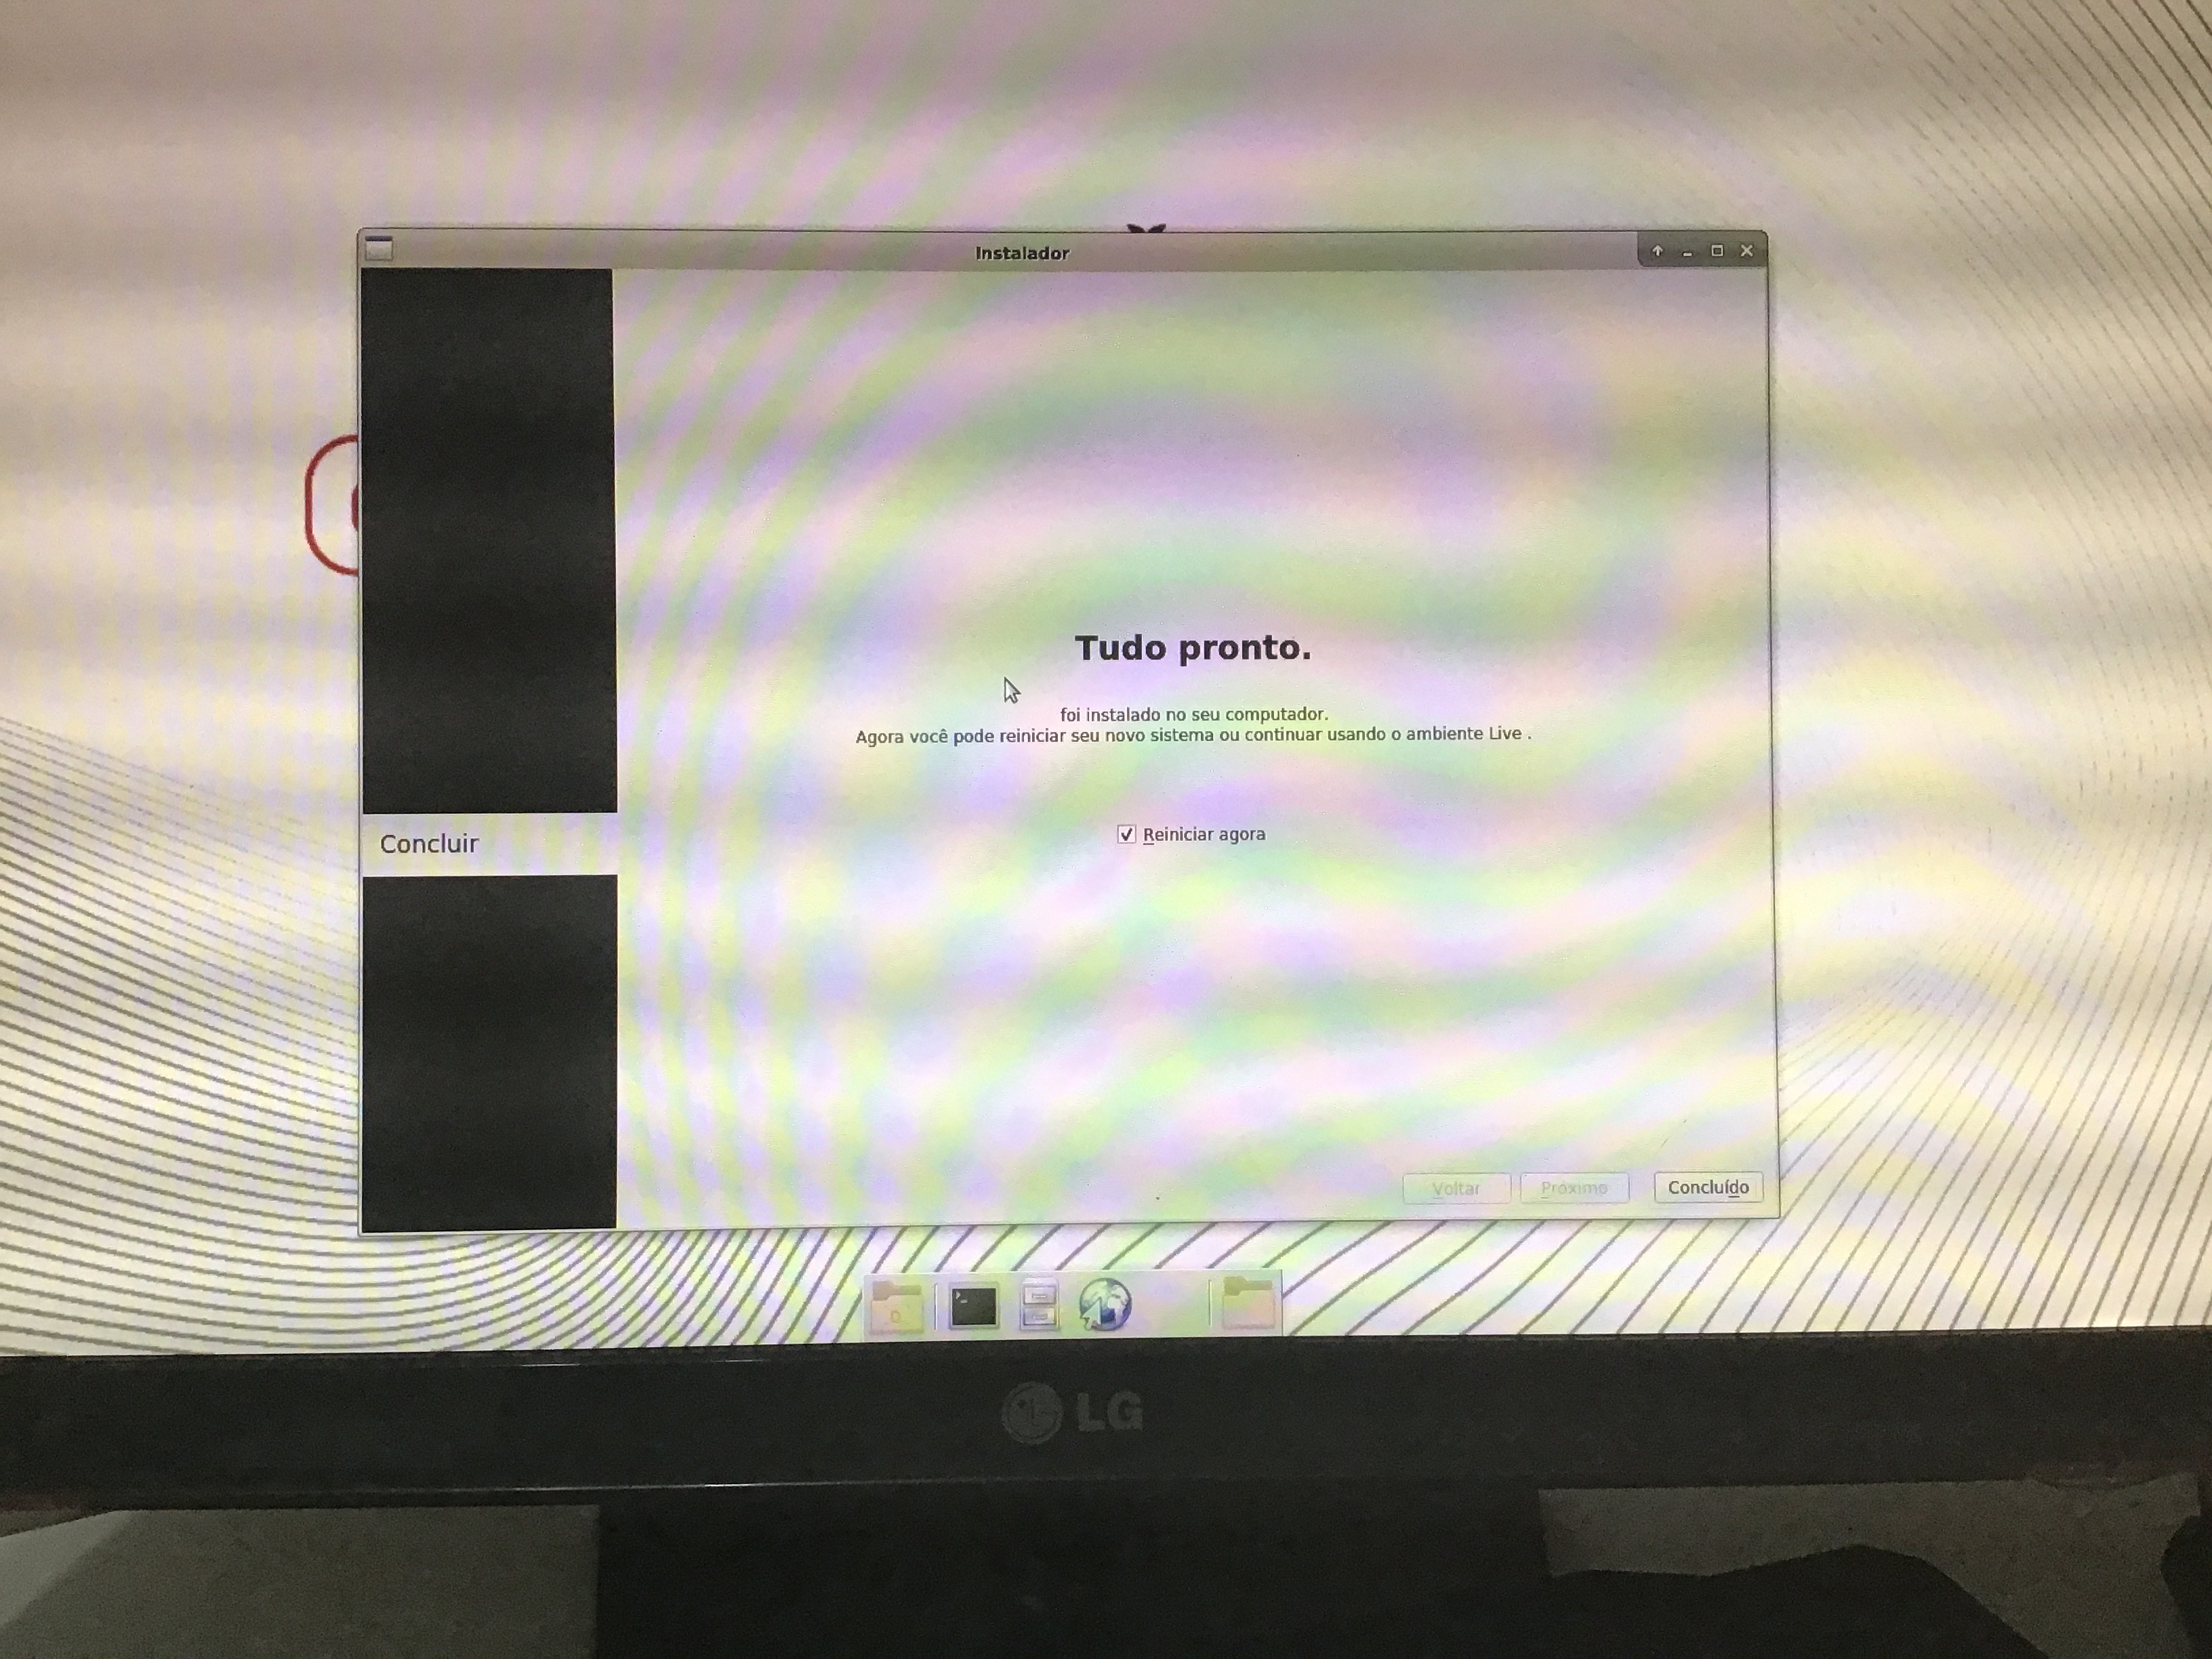 Instalador
Tudo pronto.
foi instalado no seu computador.
Agora você pode reiniciar seu novo sistema ou continuar usando o ambiente Live .
Concluir
Reiniciar agora
Voltar
Próximo
Concluído
LG